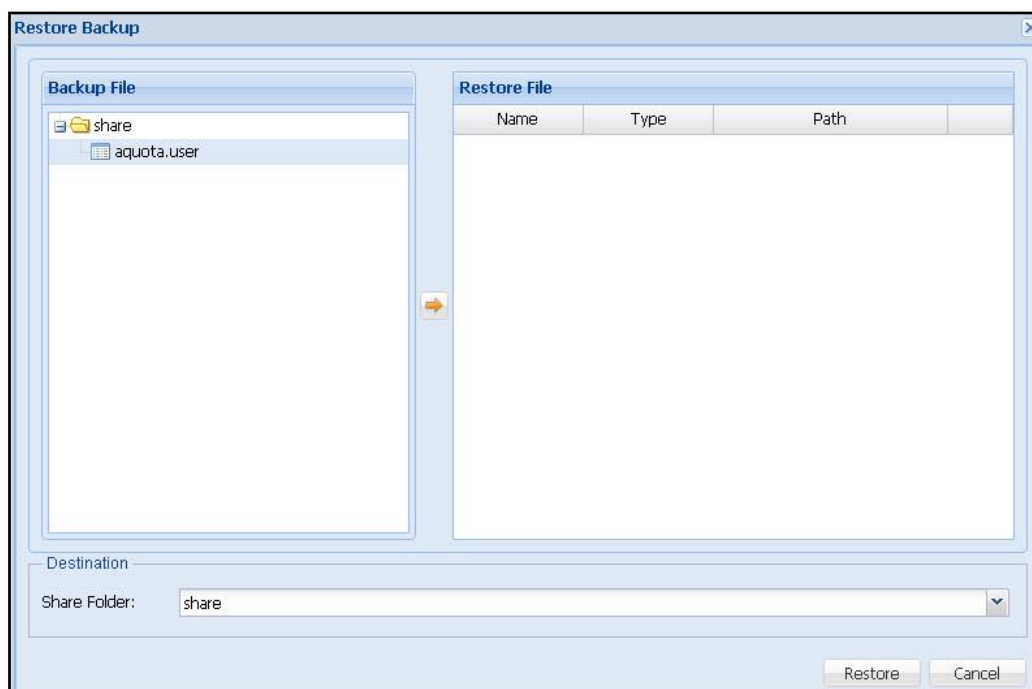 Restore Backup
Backup File
share
aquota.user
Restore File
Name Type Path
Destination
Share Folder: share
Restore Cancel